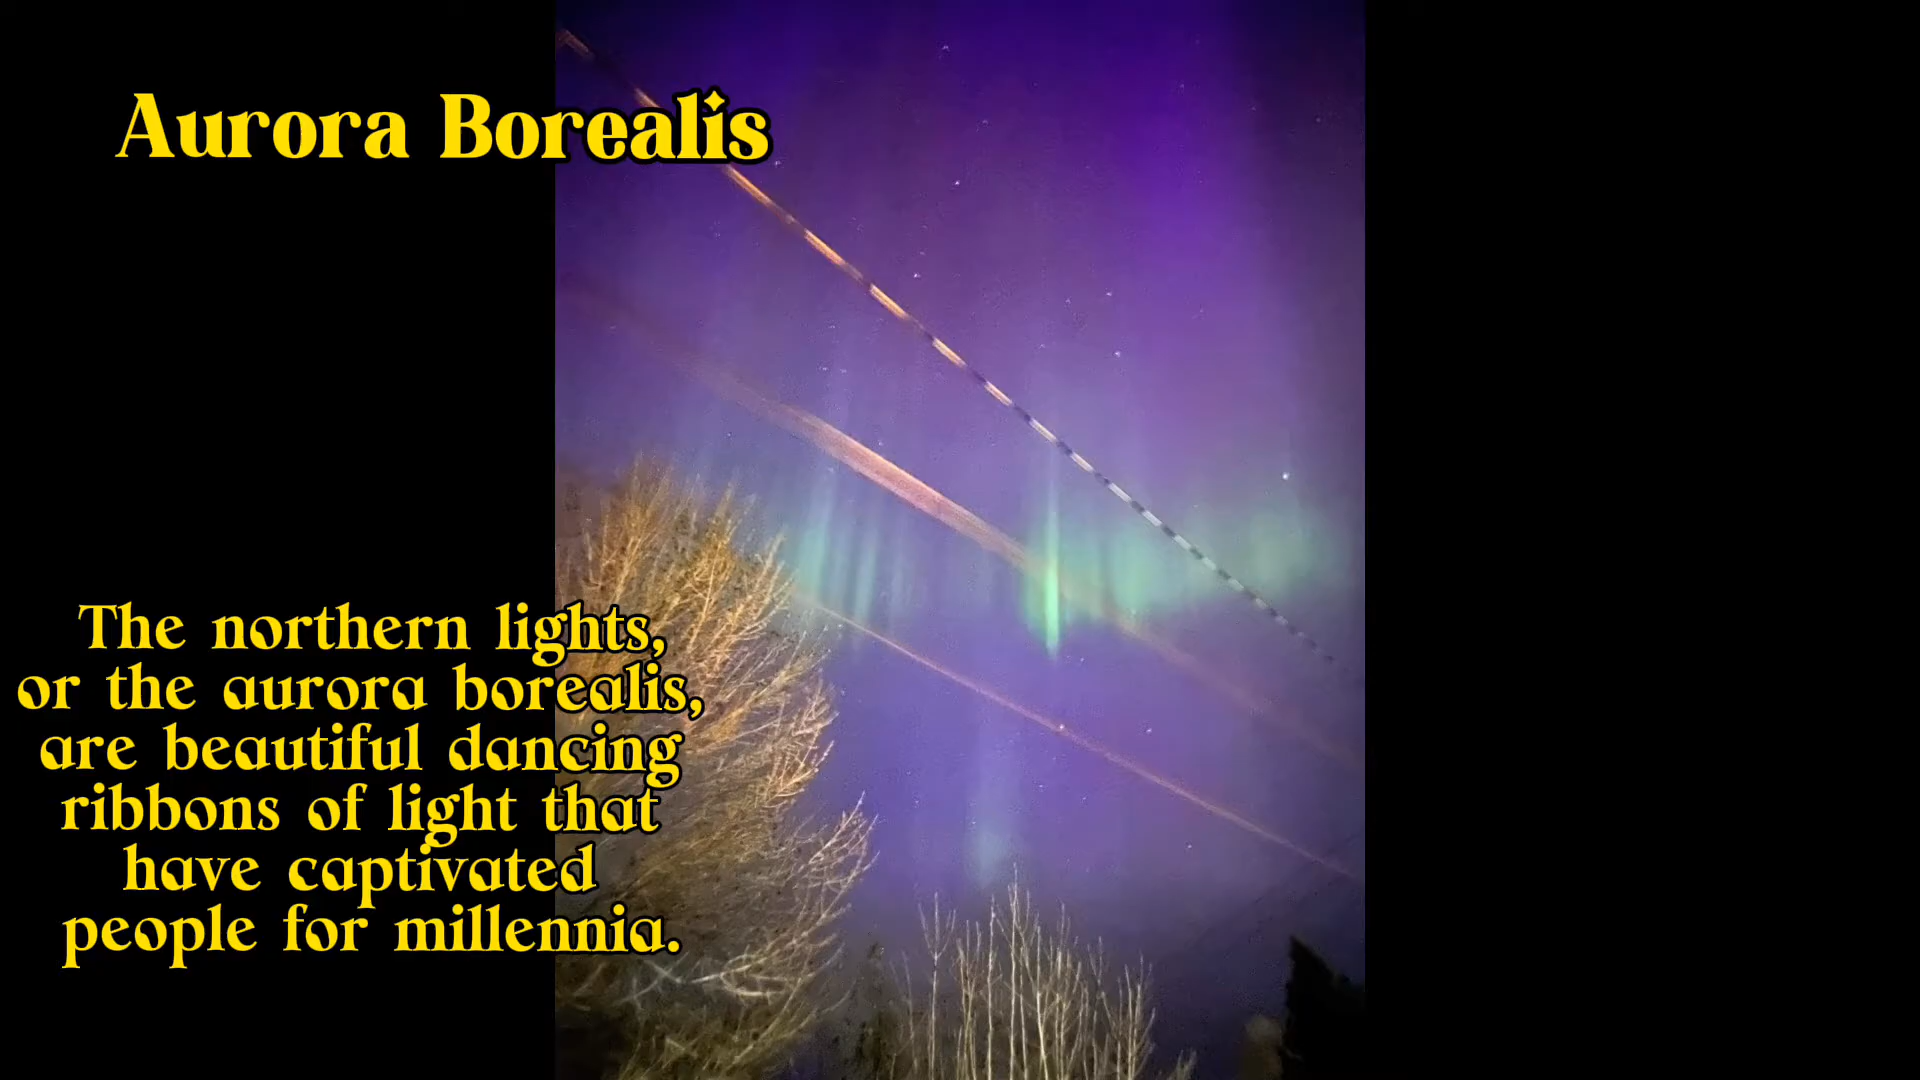 Aurora Borealis
The northern lights,
or the aurora borealis,
are beautiful dancing
ribbons of light that
have captivated
people for millennia.